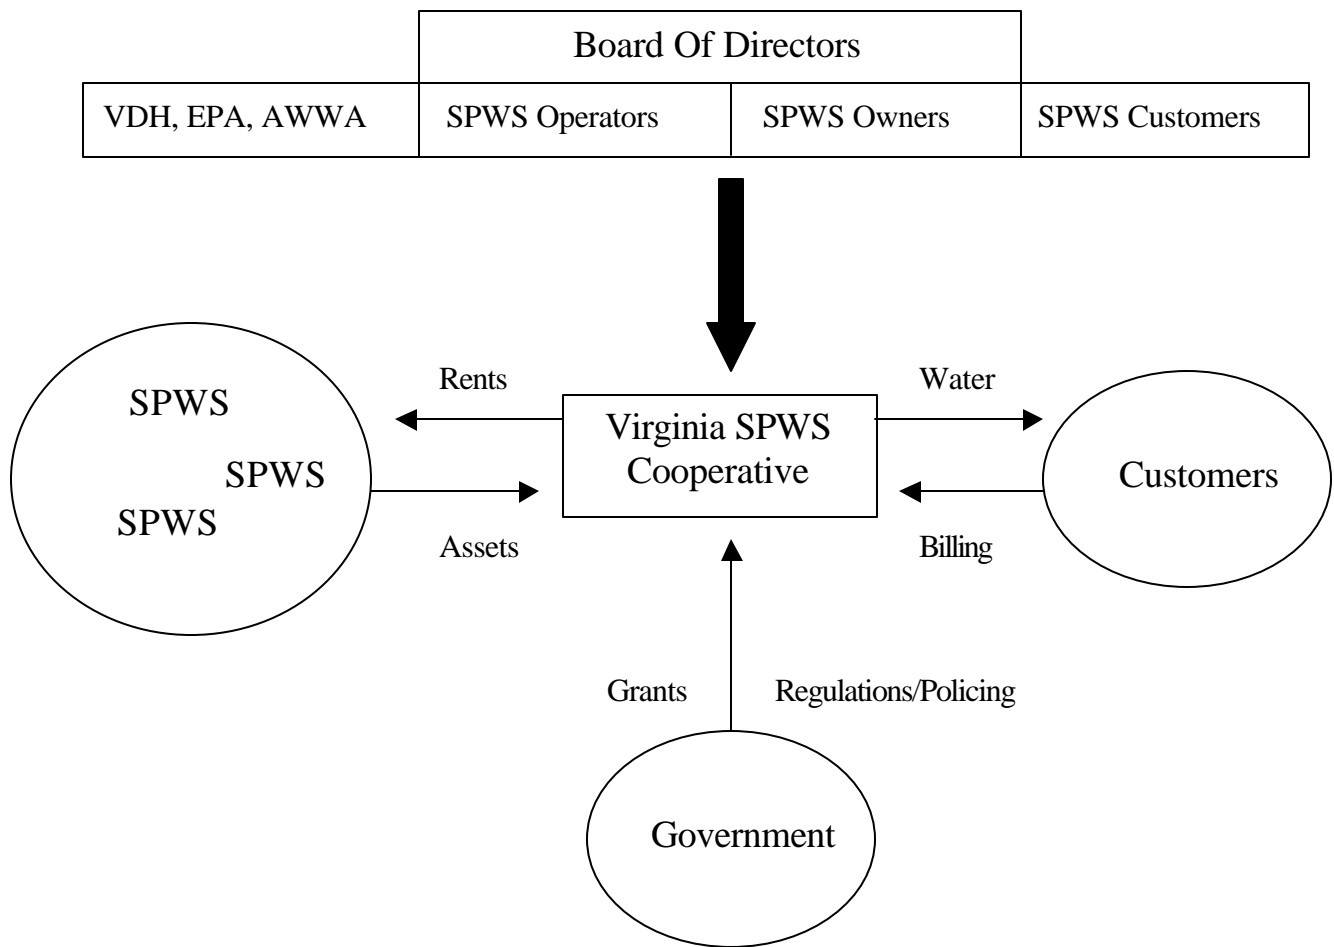 Board Of Directors
VDH, EPA, AWWA
SPWS Operators
SPWS Owners
SPWS Customers
Rents
Water
SPWS
SPWS
SPWS
Virginia SPWS
Cooperative
Customers
Assets
Billing
Grants
Regulations/Policing
Government